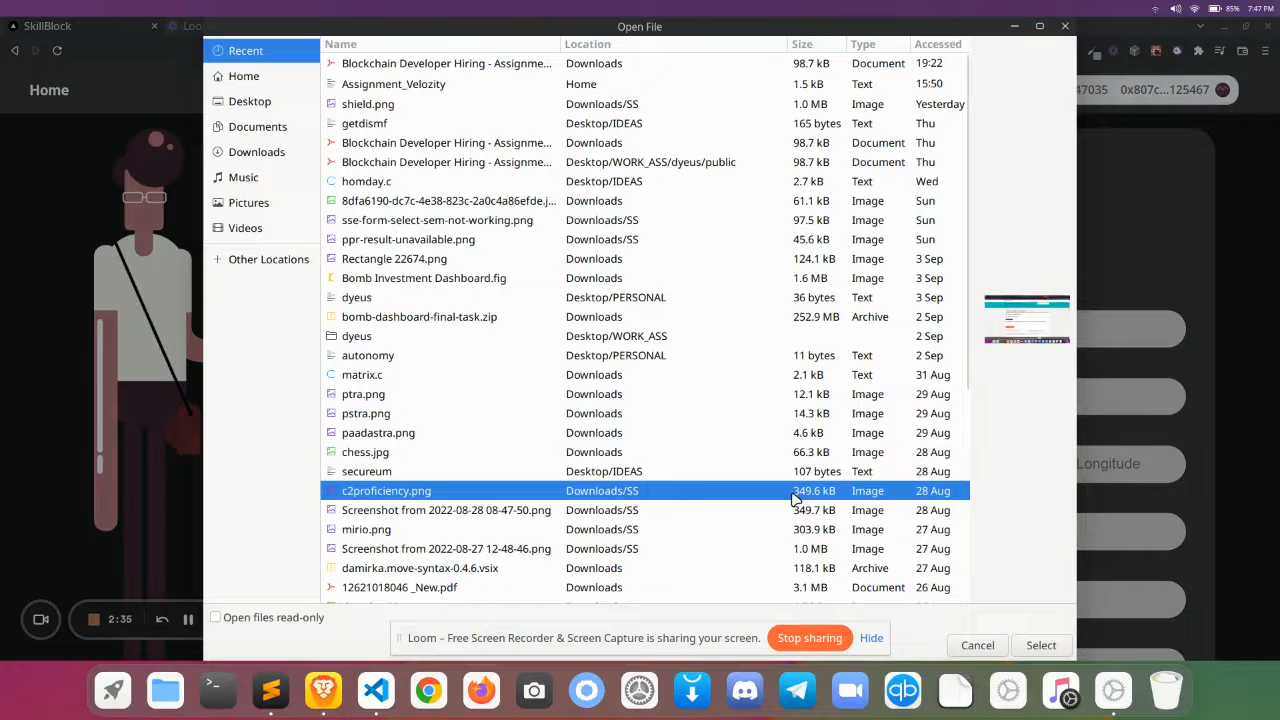 85% 7:47 PM
SkillBlock × Loo
Open File
Home
47035 0x807c...125467
Recent
Home
Desktop
Documents
Downloads
Music
Pictures
Videos
Other Locations
Name Location Size Type Accessed
Blockchain Developer Hiring - Assignme... Downloads 98.7 kB Document 19:22
Assignment_Velozity Home 1.5 kB Text 15:50
shield.png Downloads/SS 1.0 MB Image Yesterday
getdismf Desktop/IDEAS 165 bytes Text Thu
Blockchain Developer Hiring - Assignme... Downloads 98.7 kB Document Thu
Blockchain Developer Hiring - Assignme... Desktop/WORK_ASS/dyeus/public 98.7 kB Document Thu
homday.c Desktop/IDEAS 2.7 kB Text Wed
8dfa6190-dc7c-4e38-823c-2a0c4a86efde.j... Downloads 61.1 kB Image Sun
sse-form-select-sem-not-working.png Downloads/SS 97.5 kB Image Sun
ppr-result-unavailable.png Downloads/SS 45.6 kB Image Sun
Rectangle 22674.png Downloads 124.1 kB Image 3 Sep
Bomb Investment Dashboard.fig Downloads 1.6 MB Image 3 Sep
dyeus Desktop/PERSONAL 36 bytes Text 3 Sep
bomb-dashboard-final-task.zip Downloads 252.9 MB Archive 2 Sep
dyeus Desktop/WORK_ASS 2 Sep
autonomy Desktop/PERSONAL 11 bytes Text 2 Sep
matrix.c Downloads 2.1 kB Text 31 Aug
ptra.png Downloads 12.1 kB Image 29 Aug
pstra.png Downloads 14.3 kB Image 29 Aug
paadastra.png Downloads 4.6 kB Image 29 Aug
chess.jpg Downloads 66.3 kB Image 28 Aug
secureum Desktop/IDEAS 107 bytes Text 28 Aug
c2proficiency.png Downloads/SS 349.6 kB Image 28 Aug
Screenshot from 2022-08-28 08-47-50.png Downloads/SS 349.7 kB Image 28 Aug
mirio.png Downloads/SS 303.9 kB Image 27 Aug
Screenshot from 2022-08-27 12-48-46.png Downloads/SS 1.0 MB Image 27 Aug
damirka.move-syntax-0.4.6.vsix Downloads 118.1 kB Archive 27 Aug
12621018046 _New.pdf Downloads 3.1 MB Document 26 Aug
Longitude
2:35
Open files read-only
Loom – Free Screen Recorder & Screen Capture is sharing your screen. Stop sharing Hide
Cancel Select